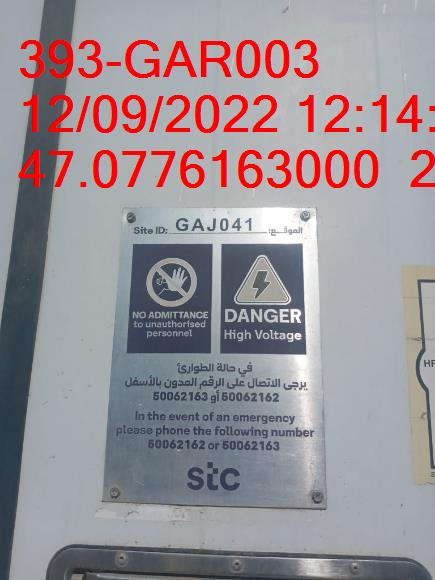 393-GAR003
12/09/2022 12:14:
47.0776163000 2
Site ID: GAJ041 الموقع:
NO ADMITTANCE
to unauthorised
personnel
DANGER
High Voltage
في حالة الطوارئ
يرجى الاتصال على الرقم المدون بالأسفل
50062162 أو 50062163
In the event of an emergency
please phone the following number
50062162 or 50062163
stc
HF